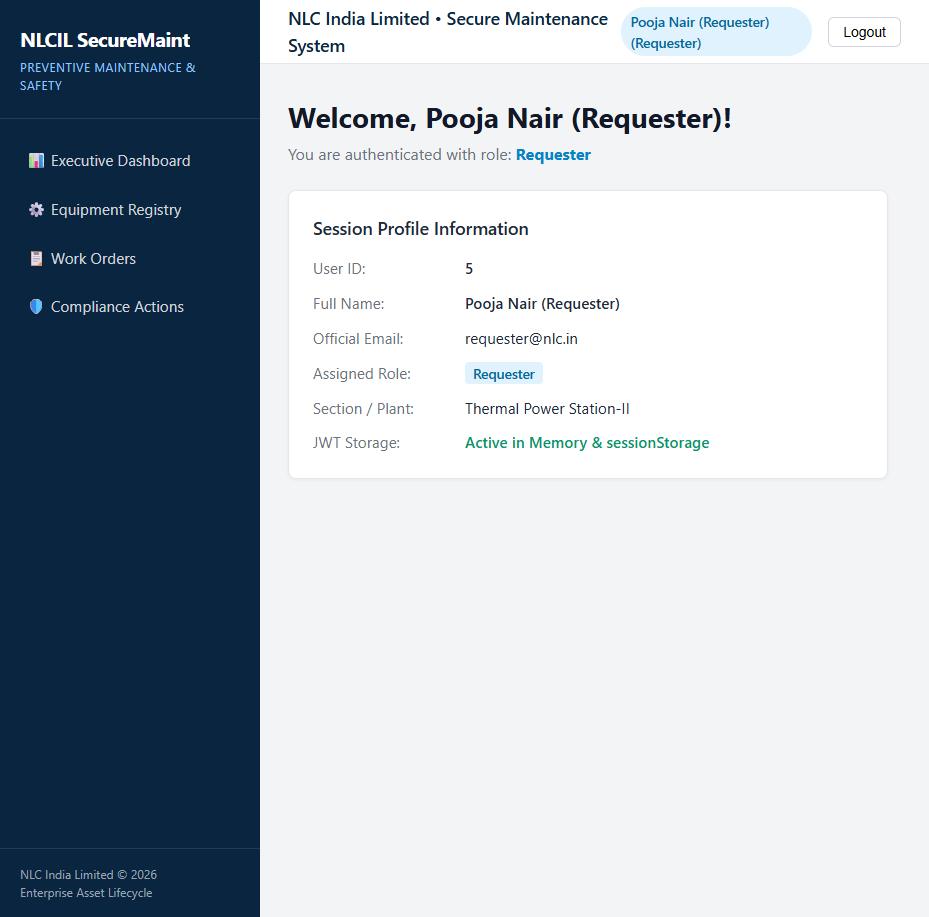 NLCIL SecureMaint
PREVENTIVE MAINTENANCE &
SAFETY
Executive Dashboard
Equipment Registry
Work Orders
Compliance Actions
NLC India Limited © 2026
Enterprise Asset Lifecycle
NLC India Limited • Secure Maintenance
System
Pooja Nair (Requester)
(Requester)
Logout
Welcome, Pooja Nair (Requester)!
You are authenticated with role: Requester
Session Profile Information
User ID: 5
Full Name: Pooja Nair (Requester)
Official Email: requester@nlc.in
Assigned Role: Requester
Section / Plant: Thermal Power Station-II
JWT Storage: Active in Memory & sessionStorage